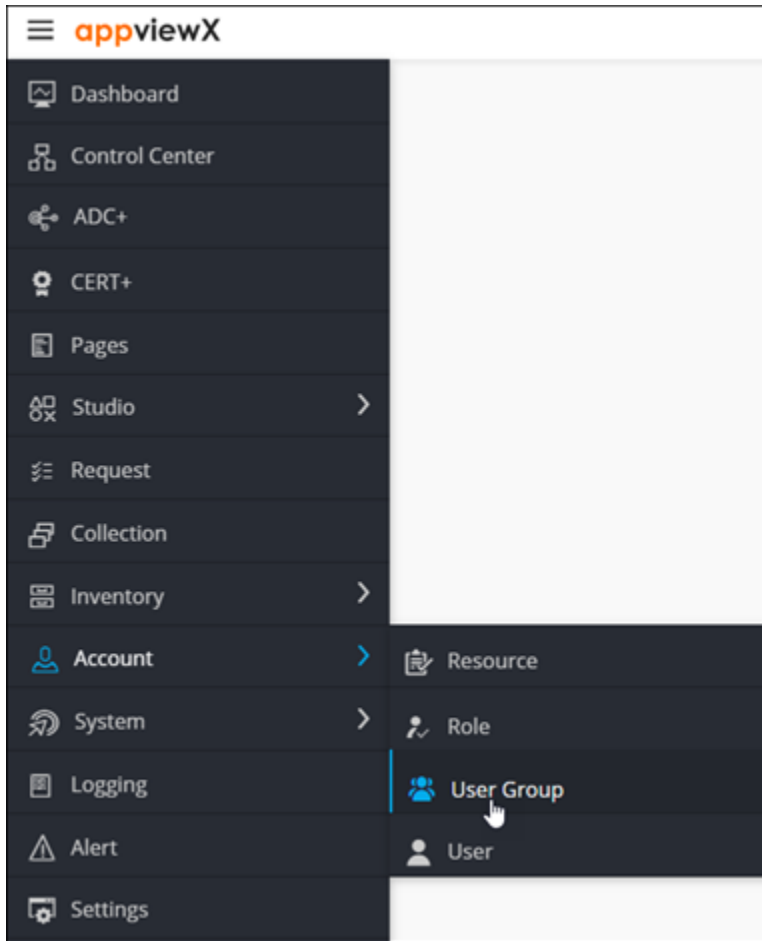 appviewX
Dashboard
Control Center
ADC+
CERT+
Pages
Studio
Request
Collection
Inventory
Account
System
Logging
Alert
Settings
Resource
Role
User Group
User